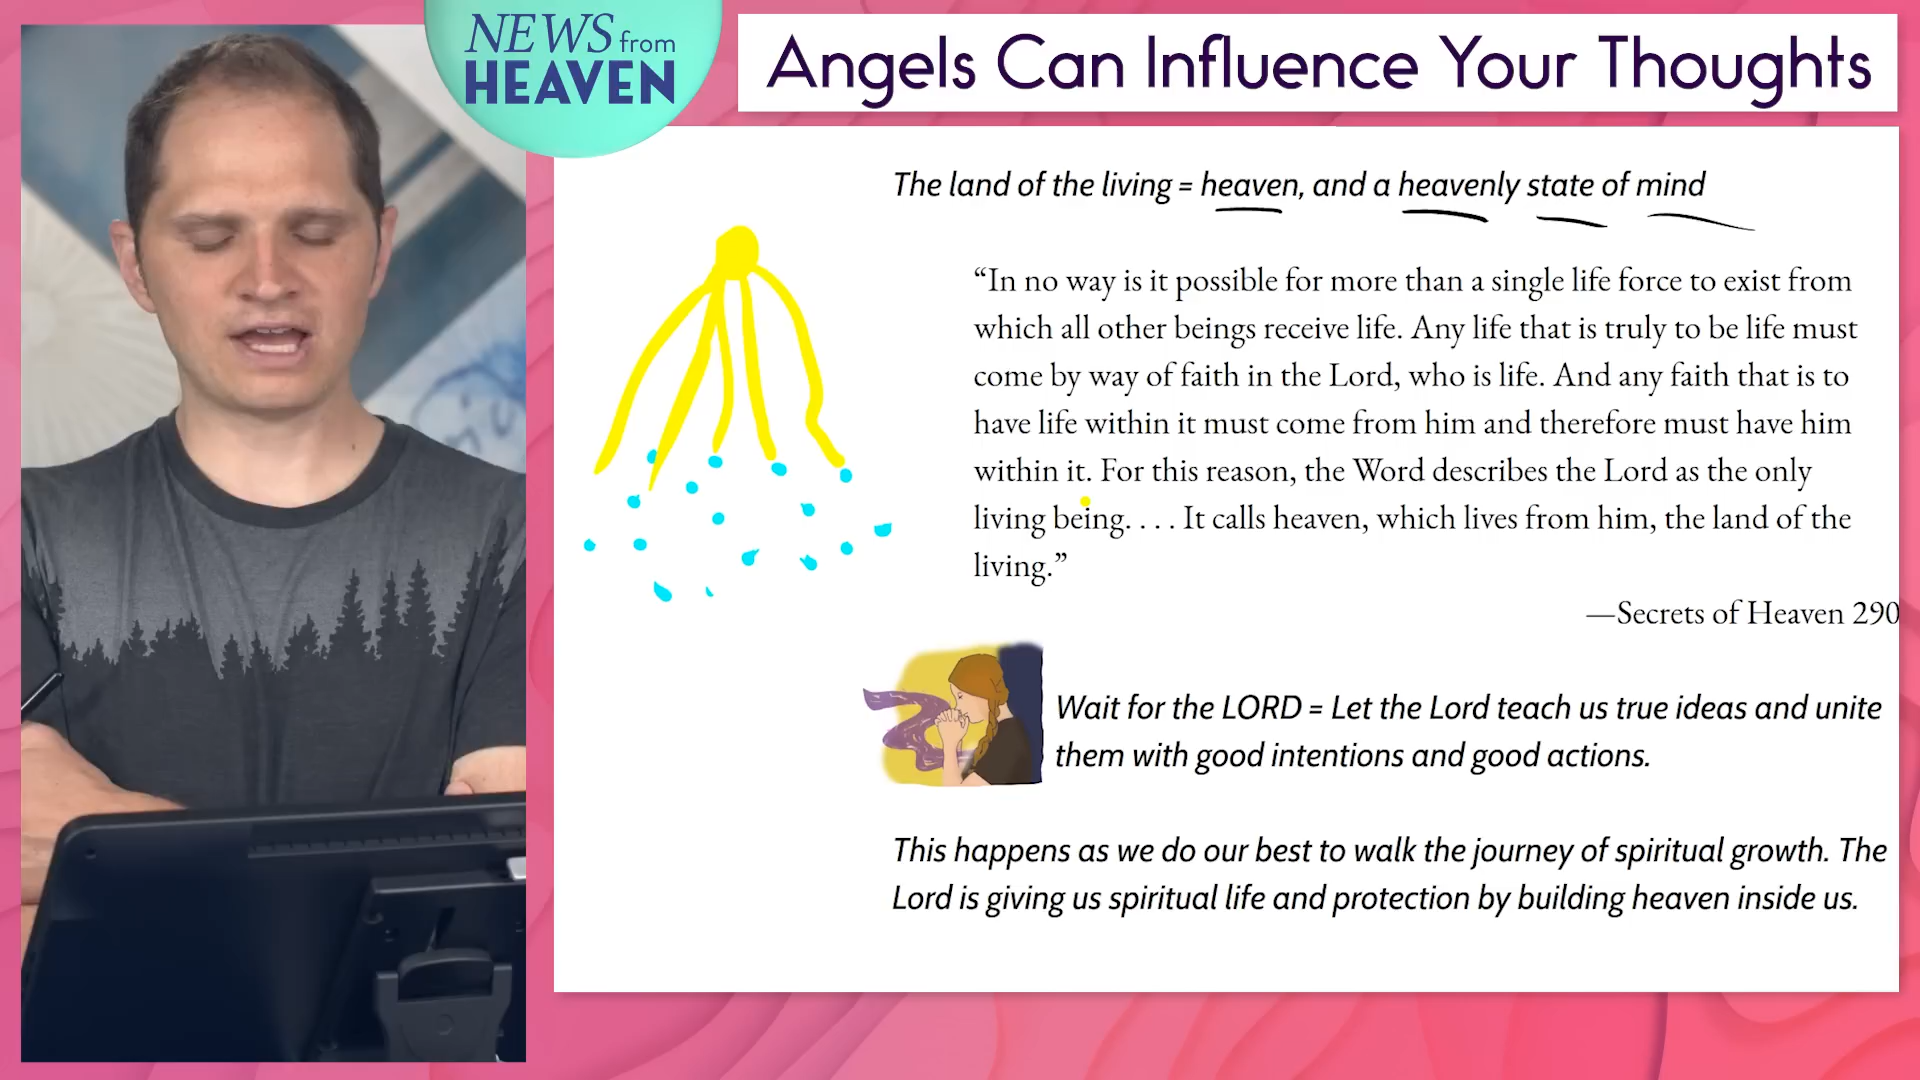 NEWS from
HEAVEN
Angels Can Influence Your Thoughts
The land of the living = heaven, and a heavenly state of mind
“In no way is it possible for more than a single life force to exist from
which all other beings receive life. Any life that is truly to be life must
come by way of faith in the Lord, who is life. And any faith that is to
have life within it must come from him and therefore must have him
within it. For this reason, the Word describes the Lord as the only
living being. . . . It calls heaven, which lives from him, the land of the
living.”
—Secrets of Heaven 290
Wait for the LORD = Let the Lord teach us true ideas and unite
them with good intentions and good actions.
This happens as we do our best to walk the journey of spiritual growth. The
Lord is giving us spiritual life and protection by building heaven inside us.